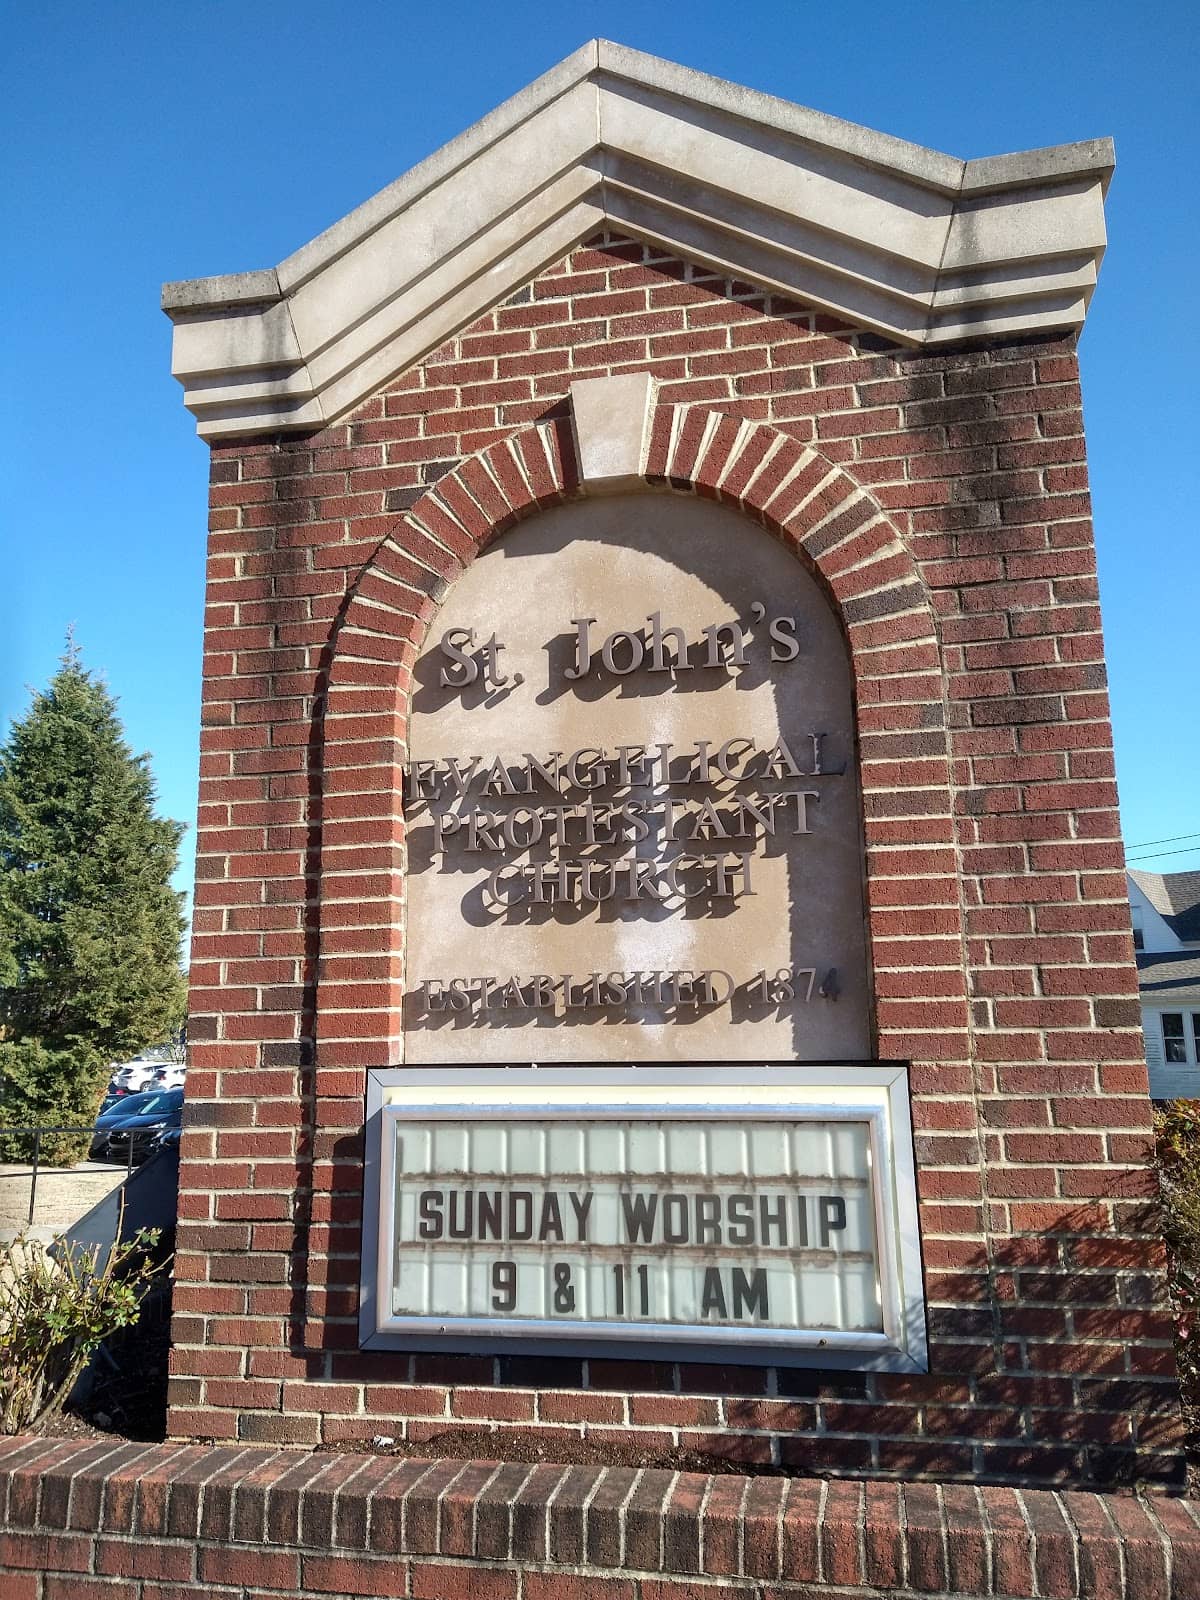 St. John's
EVANGELICAL
PROTESTANT
CHURCH
ESTABLISHED 1874
SUNDAY WORSHIP
9 & 11 AM